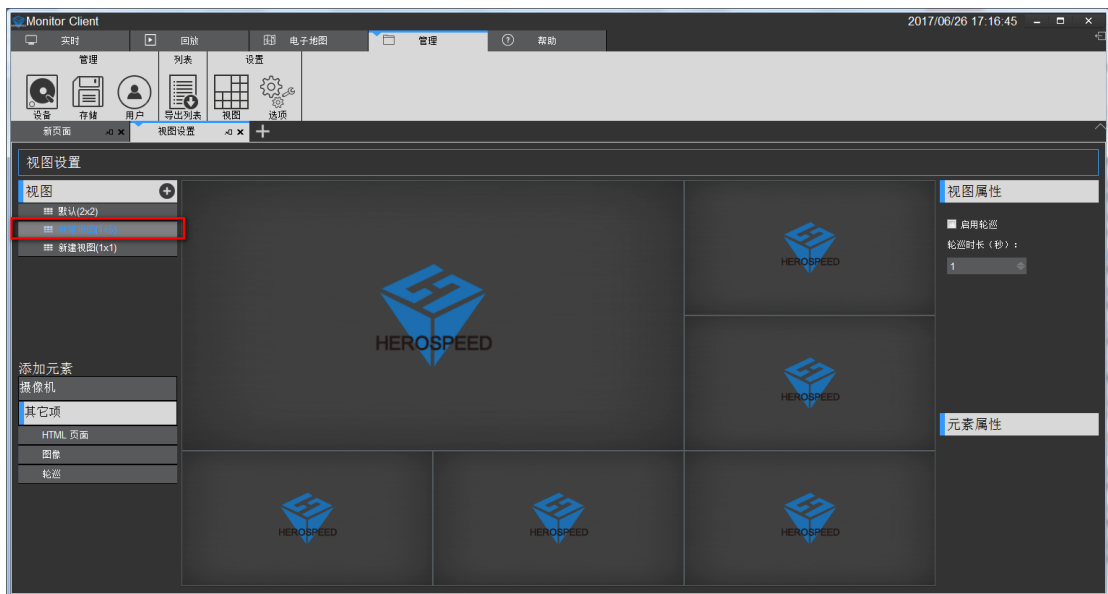 Monitor Client 2017/06/26 17:16:45
实时 回放 电子地图 管理 帮助
管理 列表 设置
设备 存储 用户 导出列表 视图 选项
新页面 视图设置
视图设置
视图
默认(2x2)
新建视图(1x1)
添加元素
摄像机
其它项
HTML 页面
图像
轮巡
HEROSPEED
HEROSPEED
HEROSPEED
HEROSPEED
HEROSPEED
HEROSPEED
视图属性
启用轮巡
轮巡时长（秒）：
1
元素属性